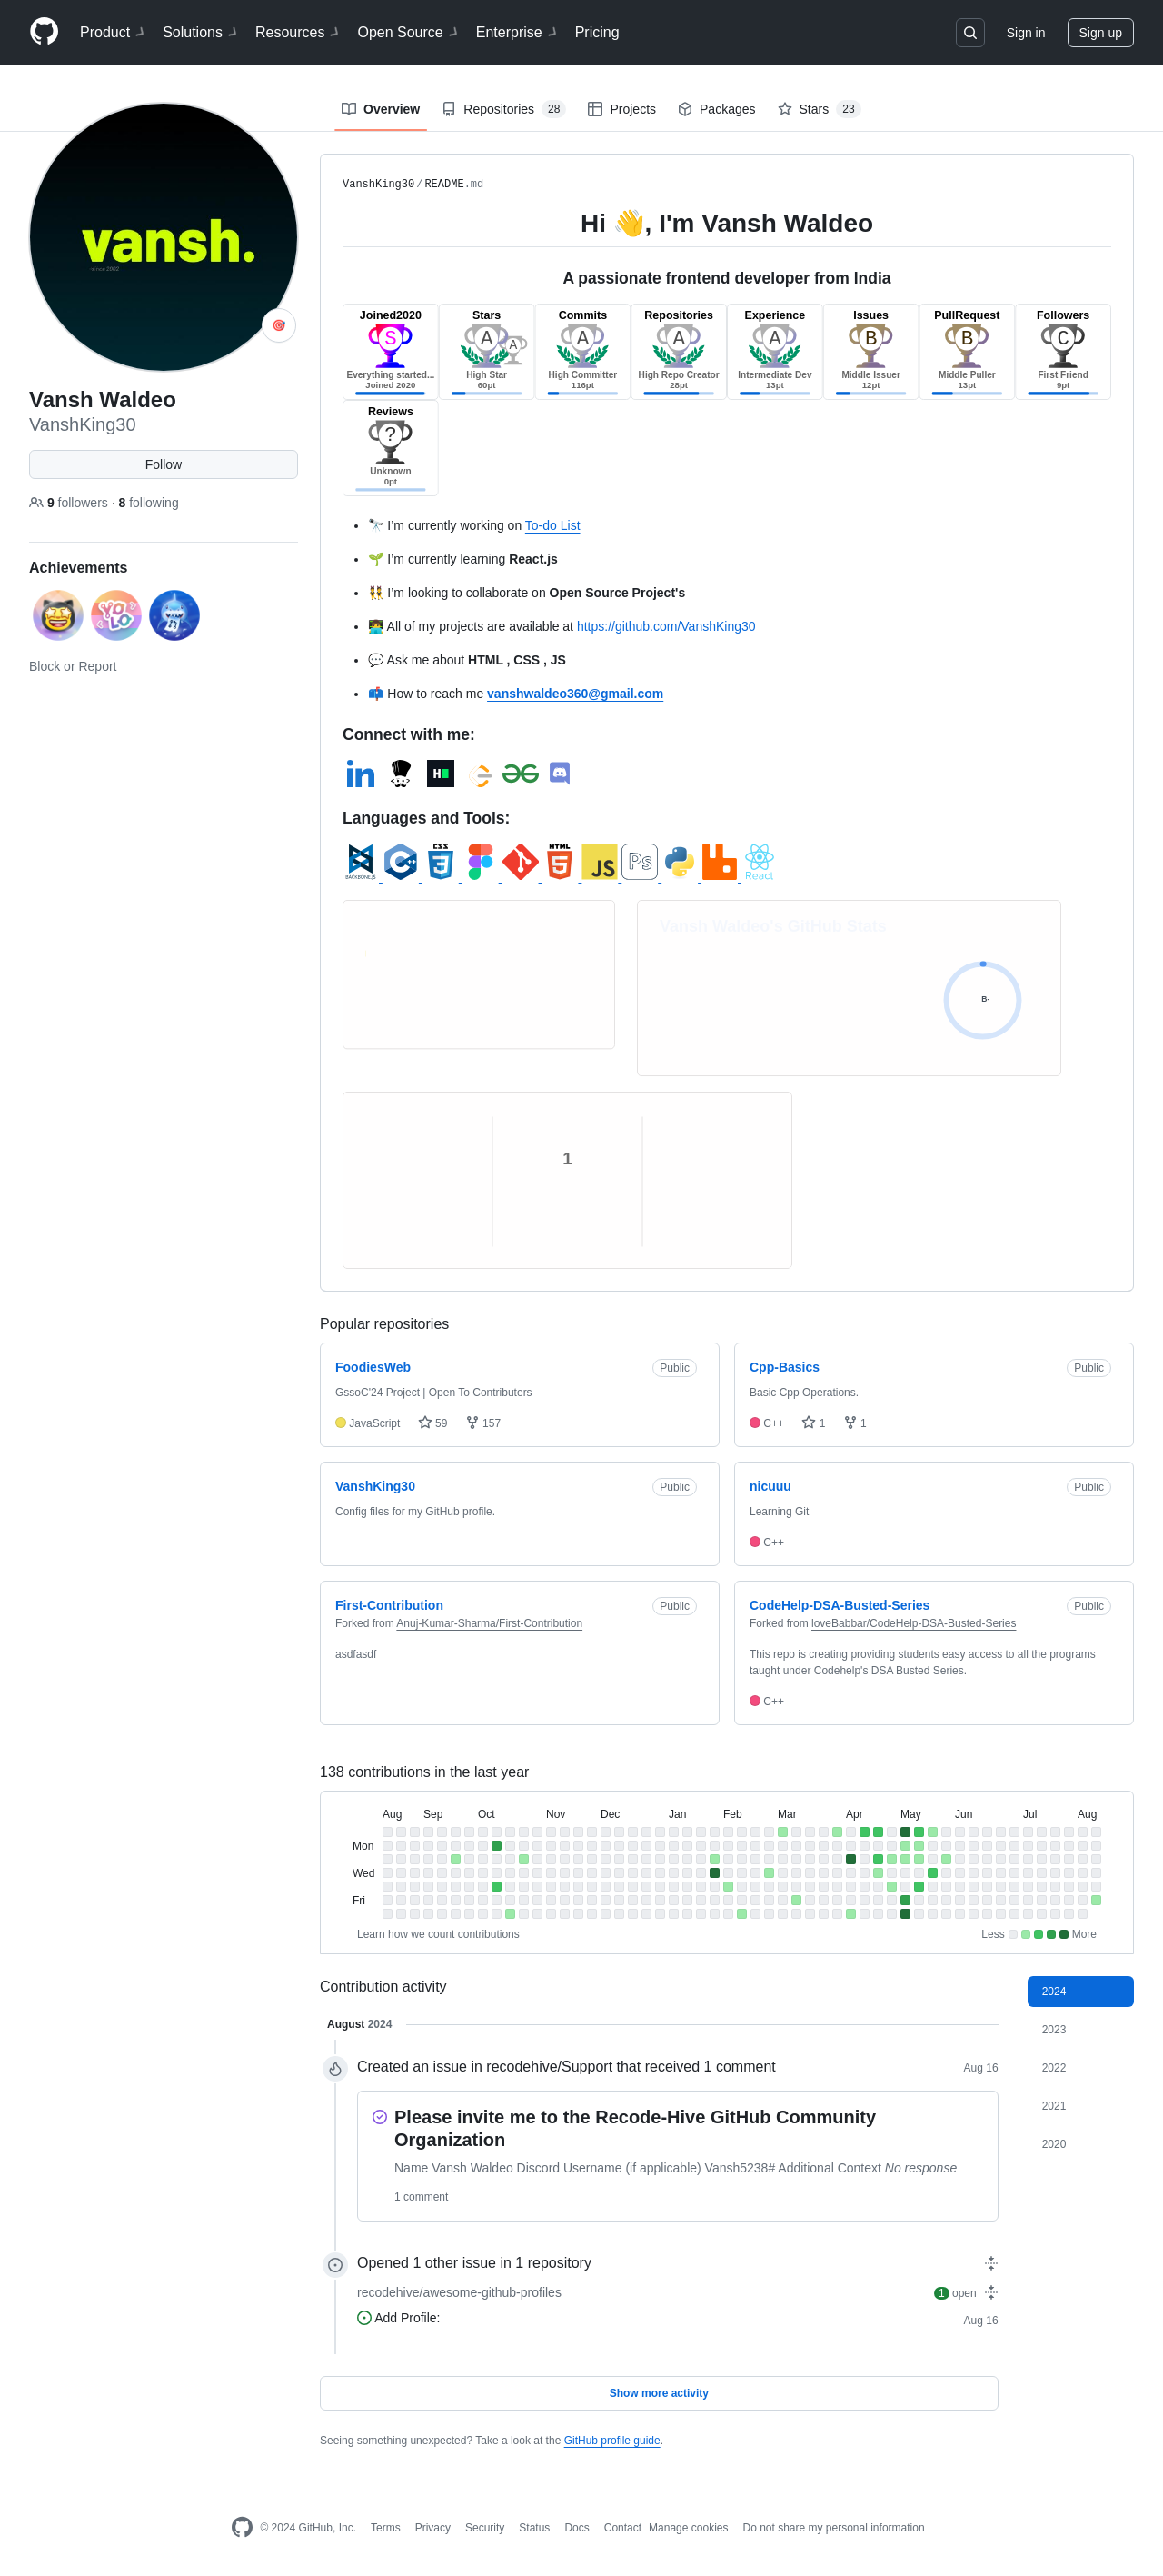 Product Solutions Resources Open Source Enterprise Pricing Sign in Sign up
Overview Repositories 28 Projects Packages Stars 23
vansh.
Vansh Waldeo
VanshKing30
Follow
9 followers · 8 following
Achievements
Block or Report
VanshKing30/README.md
Hi 👋, I'm Vansh Waldeo
A passionate frontend developer from India
Joined2020 Stars Commits Repositories Experience Issues PullRequest Followers
S A A A A A B B C
Everything started... High Star High Committer High Repo Creator Intermediate Dev Middle Issuer Middle Puller First Friend
Joined 2020 60pt 116pt 28pt 13pt 12pt 13pt 9pt
Reviews
?
Unknown
0pt
🔭 I'm currently working on To-do List
🌱 I'm currently learning React.js
👯 I'm looking to collaborate on Open Source Project's
👨‍💻 All of my projects are available at https://github.com/VanshKing30
💬 Ask me about HTML , CSS , JS
📫 How to reach me vanshwaldeo360@gmail.com
Connect with me:
in H
Languages and Tools:
BACKBONE.JS C++ CSS 3 HTML 5 JS Ps React
Vansh Waldeo's GitHub Stats
B-
1
Popular repositories
FoodiesWeb Public
GssoC'24 Project | Open To Contributers
JavaScript 59 157
Cpp-Basics Public
Basic Cpp Operations.
C++ 1 1
VanshKing30 Public
Config files for my GitHub profile.
nicuuu Public
Learning Git
C++
First-Contribution Public
Forked from Anuj-Kumar-Sharma/First-Contribution
asdfasdf
CodeHelp-DSA-Busted-Series Public
Forked from loveBabbar/CodeHelp-DSA-Busted-Series
This repo is creating providing students easy access to all the programs
taught under Codehelp's DSA Busted Series.
C++
138 contributions in the last year
Aug Sep Oct Nov Dec Jan Feb Mar Apr May Jun Jul Aug
Mon
Wed
Fri
Learn how we count contributions Less More
Contribution activity
2024
2023
2022
2021
2020
August 2024
Created an issue in recodehive/Support that received 1 comment Aug 16
Please invite me to the Recode-Hive GitHub Community
Organization
Name Vansh Waldeo Discord Username (if applicable) Vansh5238# Additional Context No response
1 comment
Opened 1 other issue in 1 repository
recodehive/awesome-github-profiles 1 open
Add Profile: Aug 16
Show more activity
Seeing something unexpected? Take a look at the GitHub profile guide.
© 2024 GitHub, Inc. Terms Privacy Security Status Docs Contact Manage cookies Do not share my personal information